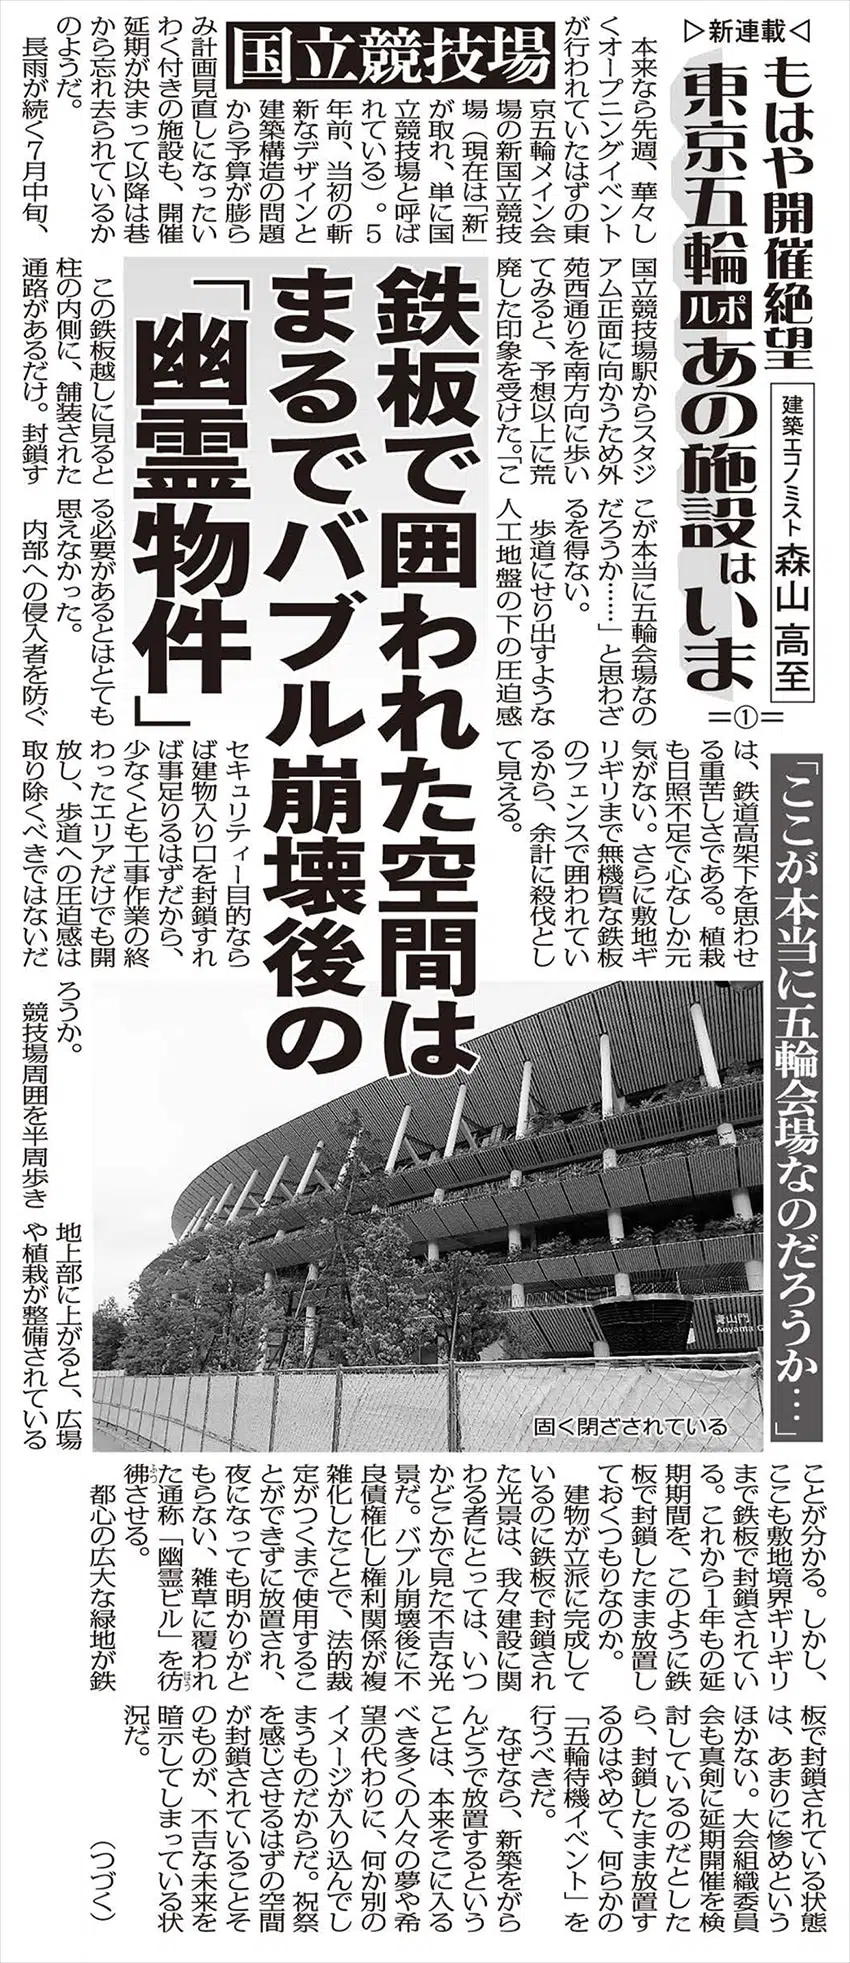 ▷新連載◁
もはや開催絶望
東京五輪ルポあの施設はいま
建築エコノミスト 森山高至
＝①＝
国立競技場
鉄板で囲われた空間は
まるでバブル崩壊後の
「幽霊物件」
「ここが本当に五輪会場なのだろうか…」
　本来なら先週、華々し
くオープニングイベント
が行われていたはずの東
京五輪メイン会
場の新国立競技
場（現在は「新」
が取れ、単に国
立競技場と呼ば
れている）。５
年前、当初の斬
新なデザインと
建築構造の問題
から予算が膨ら
み計画見直しになったい
わく付きの施設も、開催
延期が決まって以降は巷
から忘れ去られているか
のようだ。
　長雨が続く７月中旬、
国立競技場駅からスタジ
アム正面に向かうため外
苑西通りを南方向に歩い
てみると、予想以上に荒
廃した印象を受けた。「こ
こが本当に五輪会場なの
だろうか……」と思わざ
るを得ない。
　歩道にせり出すような
人工地盤の下の圧迫感
は、鉄道高架下を思わせ
る重苦しさである。植栽
も日照不足で心なしか元
気がない。さらに敷地ギ
リギリまで無機質な鉄板
のフェンスで囲われてい
るから、余計に殺伐とし
て見える。
　この鉄板越しに見ると
柱の内側に、舗装された
通路があるだけ。封鎖す
る必要があるとはとても
思えなかった。
　内部への侵入者を防ぐ
セキュリティー目的なら
ば建物入り口を封鎖すれ
ば事足りるはずだから、
少なくとも工事作業の終
わったエリアだけでも開
放し、歩道への圧迫感は
取り除くべきではないだ
ろうか。
　競技場周囲を半周歩き
地上部に上がると、広場
や植栽が整備されている
ことが分かる。しかし、
ここも敷地境界ギリギリ
まで鉄板で封鎖されてい
る。これから１年もの延
期期間を、このように鉄
板で封鎖したまま放置し
ておくつもりなのか。
　建物が立派に完成して
いるのに鉄板で封鎖され
た光景は、我々建設に関
わる者にとっては、いつ
かどこかで見た不吉な光
景だ。バブル崩壊後に不
良債権化し権利関係が複
雑化したことで、法的裁
定がつくまで使用するこ
とができずに放置され、
夜になっても明かりがと
もらない、雑草に覆われ
た通称「幽霊ビル」を彷ほう
彿ふつさせる。
　都心の広大な緑地が鉄
板で封鎖されている状態
は、あまりに惨めという
ほかない。大会組織委員
会も真剣に延期開催を検
討しているのだとした
ら、封鎖したまま放置す
るのはやめて、何らかの
「五輪待機イベント」を
行うべきだ。
　なぜなら、新築をがら
んどうで放置するという
ことは、本来そこに入る
べき多くの人々の夢や希
望の代わりに、何か別の
イメージが入り込んでし
まうものだからだ。祝祭
を感じさせるはずの空間
が封鎖されていることそ
のものが、不吉な未来を
暗示してしまっている状
況だ。
（つづく）
青山門
Aoyama G
固く閉ざされている